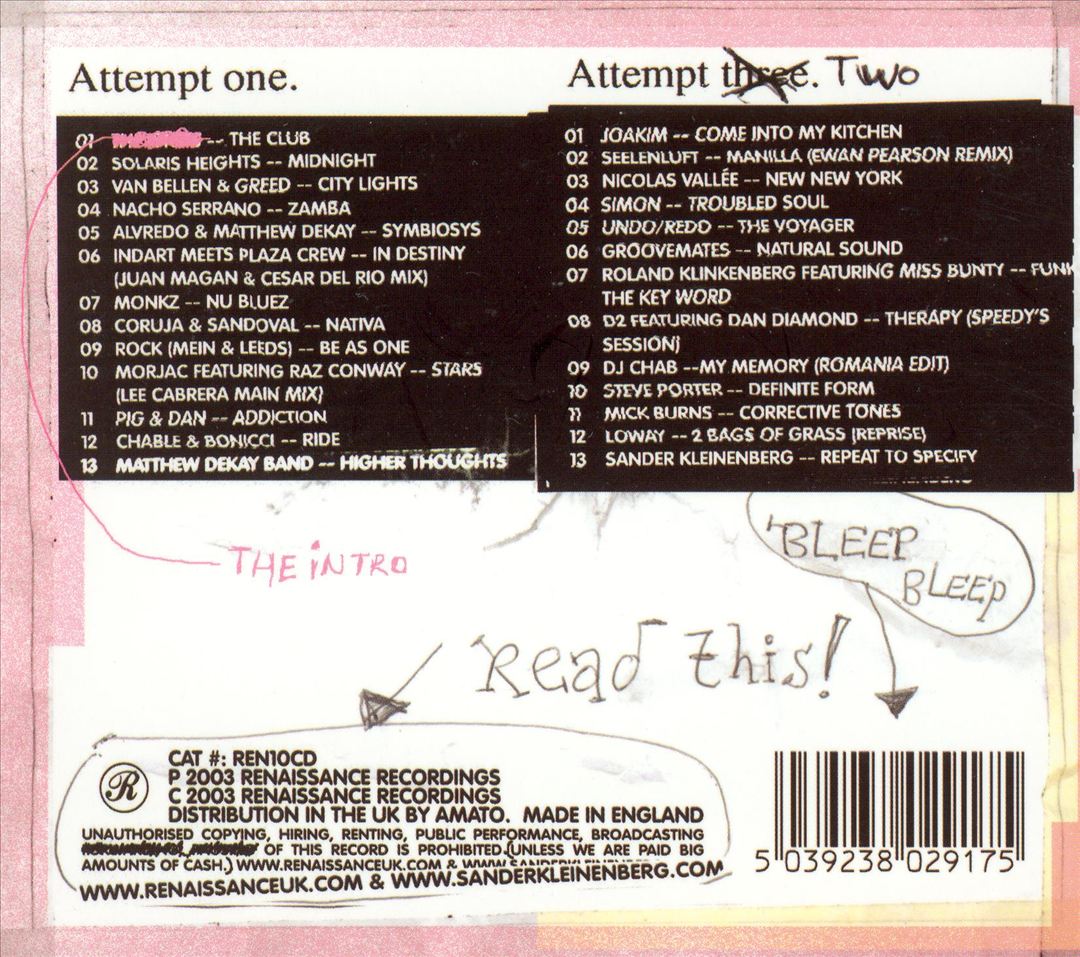 Attempt one.
01 -- THE CLUB
02 SOLARIS HEIGHTS -- MIDNIGHT
03 VAN BELLEN & GREED -- CITY LIGHTS
04 NACHO SERRANO -- ZAMBA
05 ALVREDO & MATTHEW DEKAY -- SYMBIOSYS
06 INDART MEETS PLAZA CREW -- IN DESTINY
(JUAN MAGAN & CESAR DEL RIO MIX)
07 MONKZ -- NU BLUEZ
08 CORUJA & SANDOVAL -- NATIVA
09 ROCK (MEIN & LEEDS) -- BE AS ONE
10 MORJAC FEATURING RAZ CONWAY -- STARS
(LEE CABRERA MAIN MIX)
11 PIG & DAN -- ADDICTION
12 CHABLE & BONICCI -- RIDE
13 MATTHEW DEKAY BAND -- HIGHER THOUGHTS
THE iNTRO
Attempt three. TWO
01 JOAKIM -- COME INTO MY KITCHEN
02 SEELENLUFT -- MANILLA (EWAN PEARSON REMIX)
03 NICOLAS VALLÉE -- NEW NEW YORK
04 SIMON -- TROUBLED SOUL
05 UNDO/REDO -- THE VOYAGER
06 GROOVEMATES -- NATURAL SOUND
07 ROLAND KLINKENBERG FEATURING MISS BUNTY -- FUNK
THE KEY WORD
08 D2 FEATURING DAN DIAMOND -- THERAPY (SPEEDY'S
SESSION)
09 DJ CHAB --MY MEMORY (ROMANIA EDIT)
10 STEVE PORTER -- DEFINITE FORM
11 MICK BURNS -- CORRECTIVE TONES
12 LOWAY -- 2 BAGS OF GRASS (REPRISE)
13 SANDER KLEINENBERG -- REPEAT TO SPECIFY
BLEEP
BLEEP
Read this!
R
CAT #: REN10CD
P 2003 RENAISSANCE RECORDINGS
C 2003 RENAISSANCE RECORDINGS
DISTRIBUTION IN THE UK BY AMATO. MADE IN ENGLAND
UNAUTHORISED COPYING, HIRING, RENTING, PUBLIC PERFORMANCE, BROADCASTING
OF THIS RECORD IS PROHIBITED.(UNLESS WE ARE PAID BIG
AMOUNTS OF CASH.) WWW.RENAISSANCEUK.COM & WWW.SANDERKLEINENBERG
WWW.RENAISSANCEUK.COM & WWW.SANDERKLEINENBERG.COM
5 039238 029175